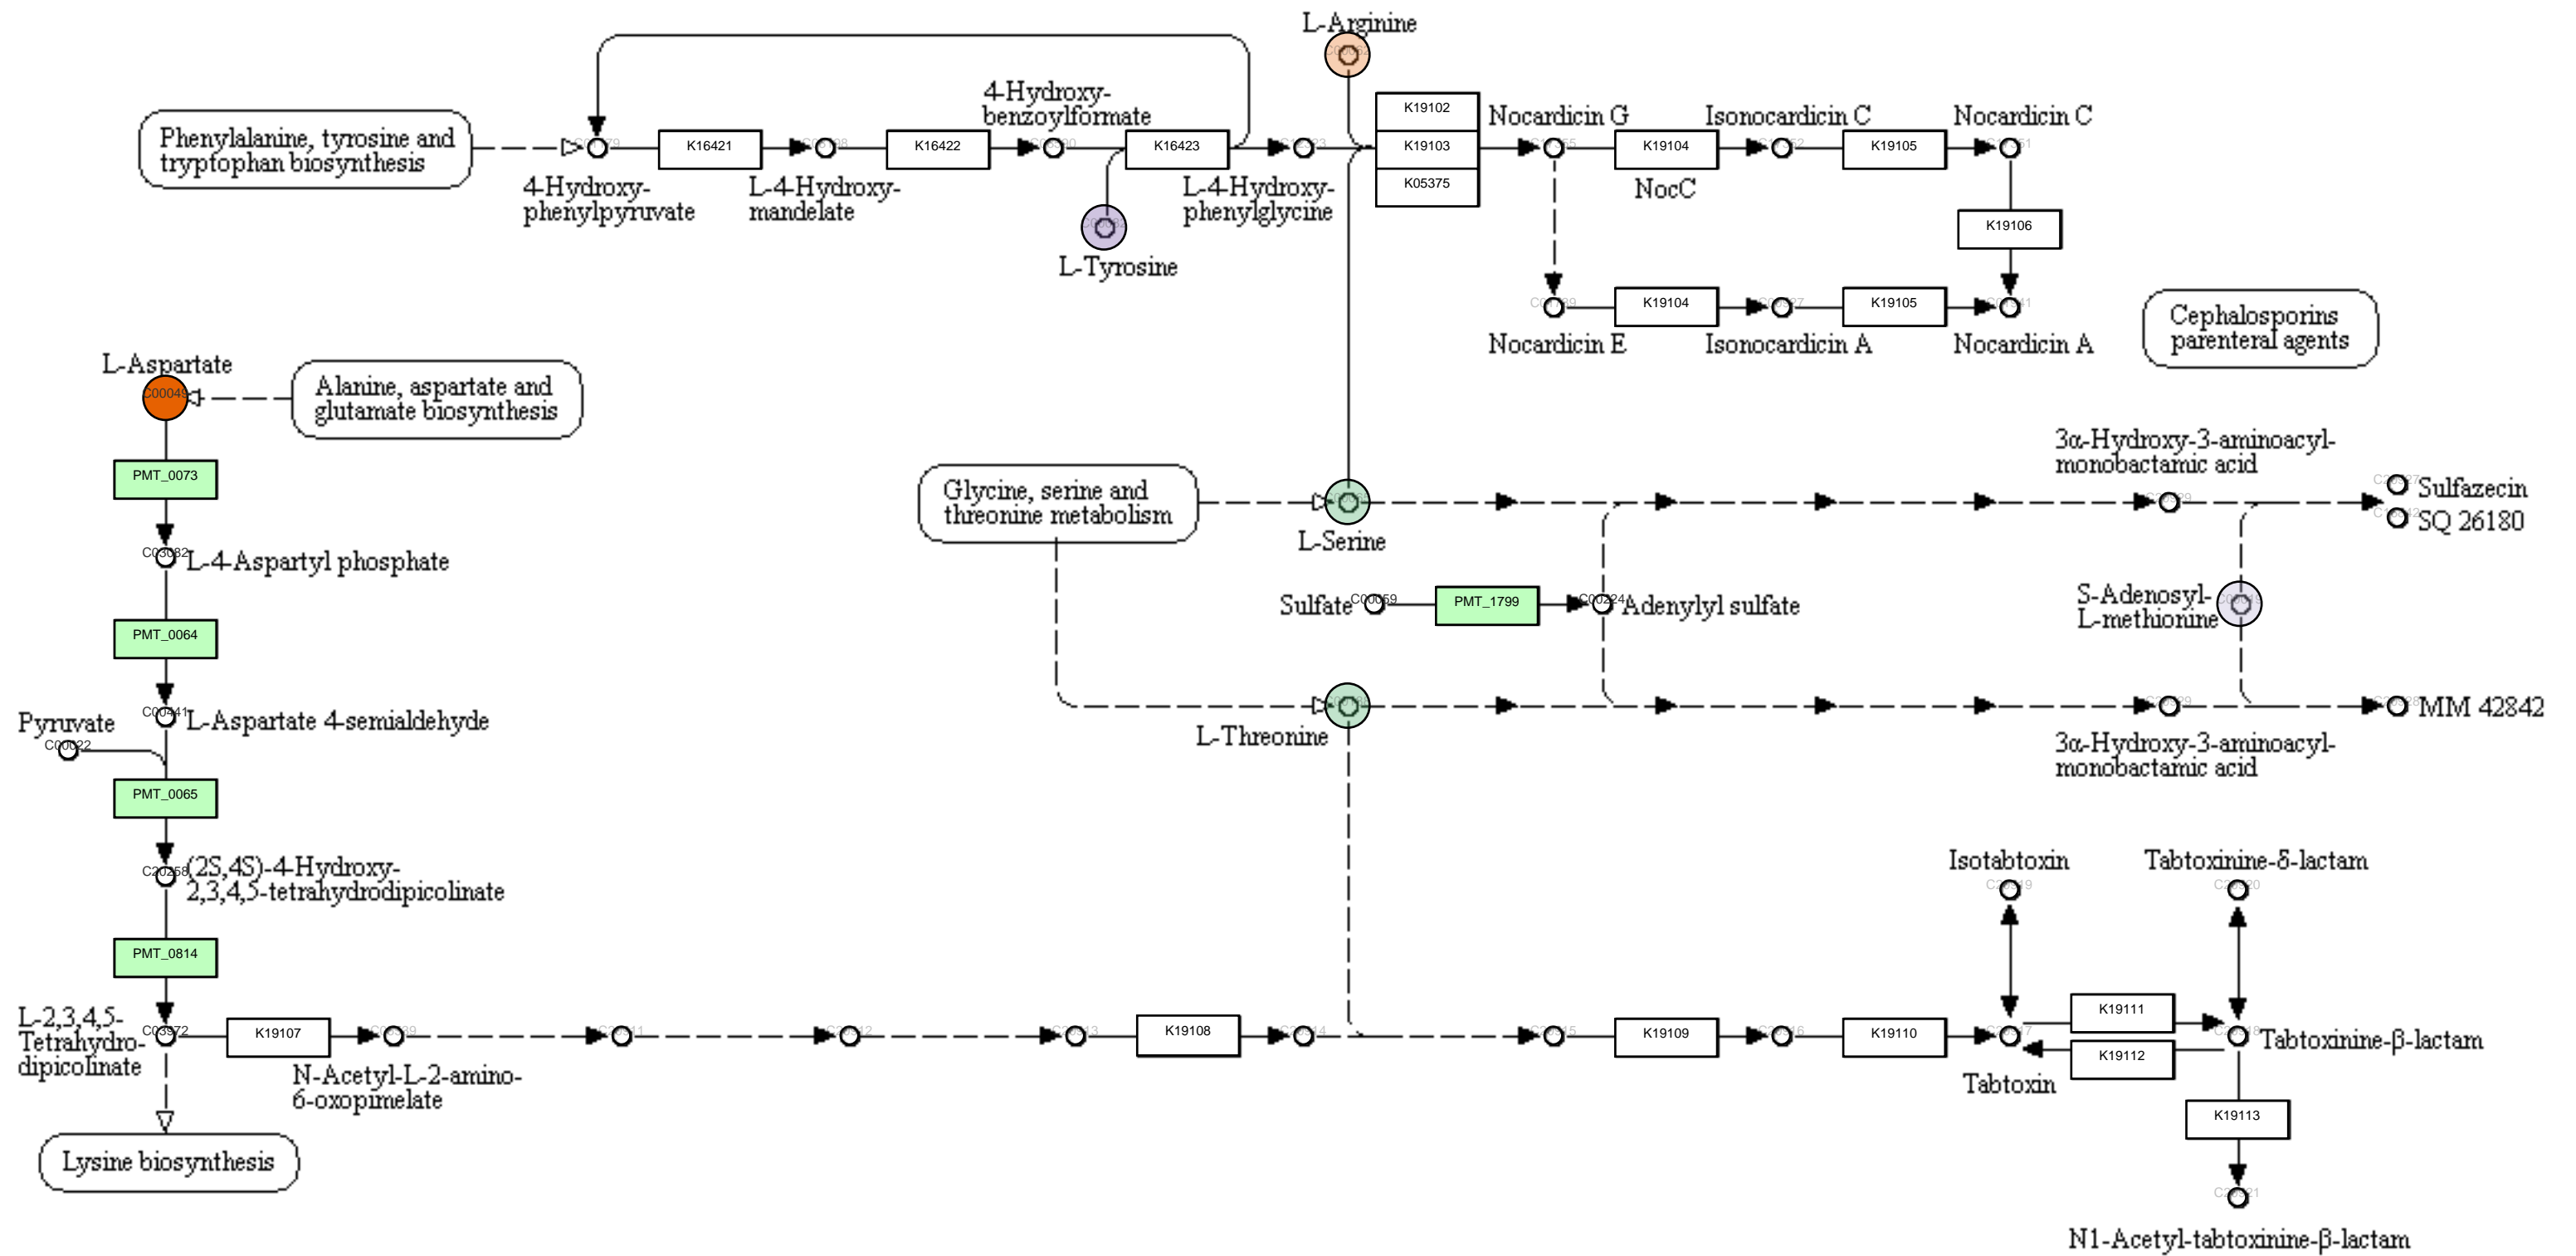 L-Arginine
4-Hydroxy-
benzoylformate
K19102
Nocardicin G
Isonocardicin C
Nocardicin C
Phenylalanine, tyrosine and
tryptophan biosynthesis
K16421
K16422
K16423
K19103
K19104
K19105
K05375
4-Hydroxy-
phenylpyruvate
L-4-Hydroxy-
mandelate
L-4-Hydroxy-
phenylglycine
NocC
K19106
L-Tyrosine
K19104
K19105
Cephalosporins
parenteral agents
Nocardicin E
Isonocardicin A
Nocardicin A
L-Aspartate
C00049
Alanine, aspartate and
glutamate biosynthesis
PMT_0073
3α-Hydroxy-3-aminoacyl-
monobactamic acid
Glycine, serine and
threonine metabolism
Sulfazecin
SQ 26180
L-Serine
C03082
L-4-Aspartyl phosphate
Sulfate
C00059
PMT_1799
C00224
Adenylyl sulfate
S-Adenosyl-
L-methionine
PMT_0064
C00441
L-Aspartate 4-semialdehyde
Pyruvate
C00022
L-Threonine
MM 42842
3α-Hydroxy-3-aminoacyl-
monobactamic acid
PMT_0065
C20258
(2S,4S)-4-Hydroxy-
2,3,4,5-tetrahydrodipicolinate
Isotabtoxin
Tabtoxinine-δ-lactam
PMT_0814
L-2,3,4,5-
Tetrahydro-
dipicolinate
C03972
K19107
K19108
K19109
K19110
K19111
K19112
Tabtoxinine-β-lactam
N-Acetyl-L-2-amino-
6-oxopimelate
Tabtoxin
K19113
Lysine biosynthesis
N1-Acetyl-tabtoxinine-β-lactam